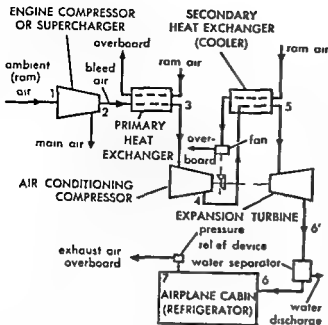 ENGINE COMPRESSOR
OR SUPERCHARGER
SECONDARY
HEAT EXCHANGER
(COOLER)
overboard
bleed
air
ram air
ram air
ambient (ram)
air
1
2
3
5
PRIMARY
HEAT
EXCHANGER
main air
over-
board
fan
AIR CONDITIONING
COMPRESSOR
4
EXPANSION TURBINE
6'
pressure
relief device
exhaust air
overboard
water separator
7
6
AIRPLANE CABIN
(REFRIGERATOR)
water
discharge